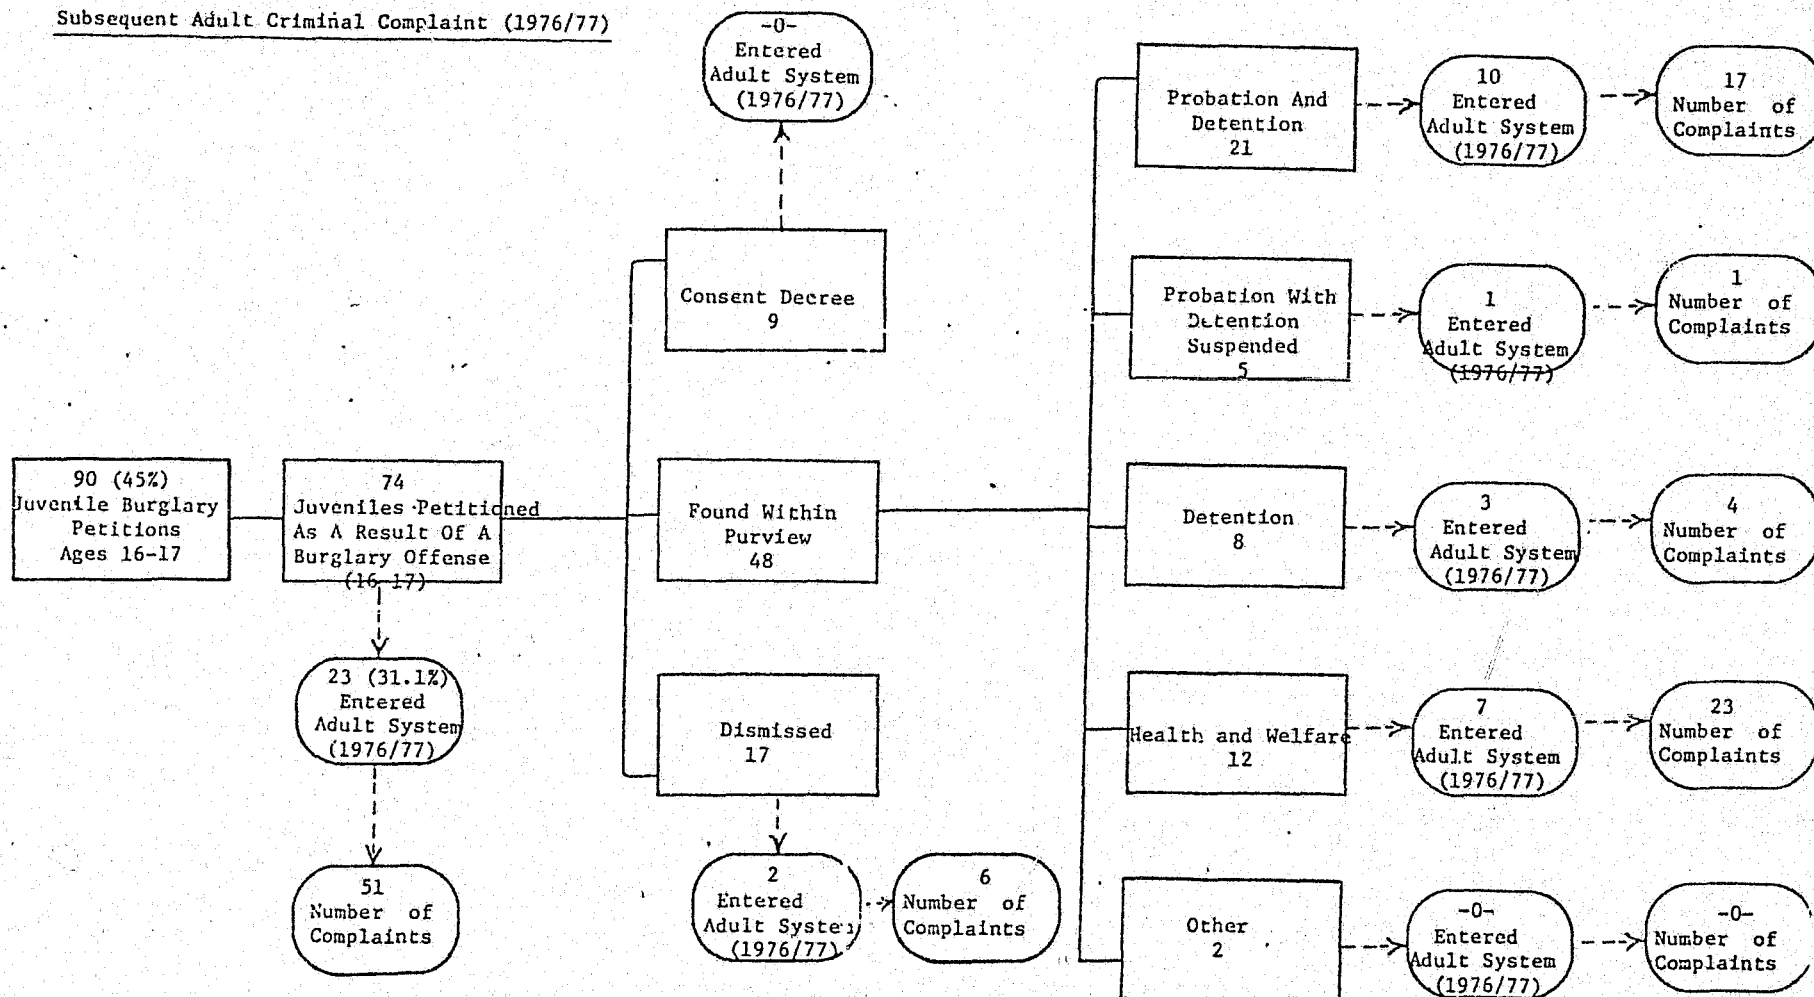 Subsequent Adult Criminal Complaint (1976/77)
-0-
Entered
Adult System
(1976/77)
Consent Decree
9
90 (45%)
Juvenile Burglary
Petitions
Ages 16-17
74
Juveniles Petitioned
As A Result Of A
Burglary Offense
(16-17)
23 (31.1%)
Entered
Adult System
(1976/77)
51
Number of
Complaints
Found Within
Purview
48
Dismissed
17
2
Entered
Adult System
(1976/77)
6
Number of
Complaints
Probation And
Detention
21
10
Entered
Adult System
(1976/77)
17
Number of
Complaints
Probation With
Detention
Suspended
5
1
Entered
Adult System
(1976/77)
1
Number of
Complaints
Detention
8
3
Entered
Adult System
(1976/77)
4
Number of
Complaints
Health and Welfare
12
7
Entered
Adult System
(1976/77)
23
Number of
Complaints
Other
2
-0-
Entered
Adult System
(1976/77)
-0-
Number of
Complaints